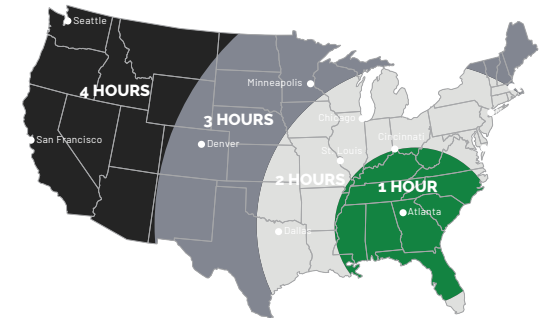 Seattle
4 HOURS
Minneapolis
3 HOURS
Chicago
San Francisco
Denver
Cincinnati
St. Louis
2 HOURS
1 HOUR
Atlanta
Dallas